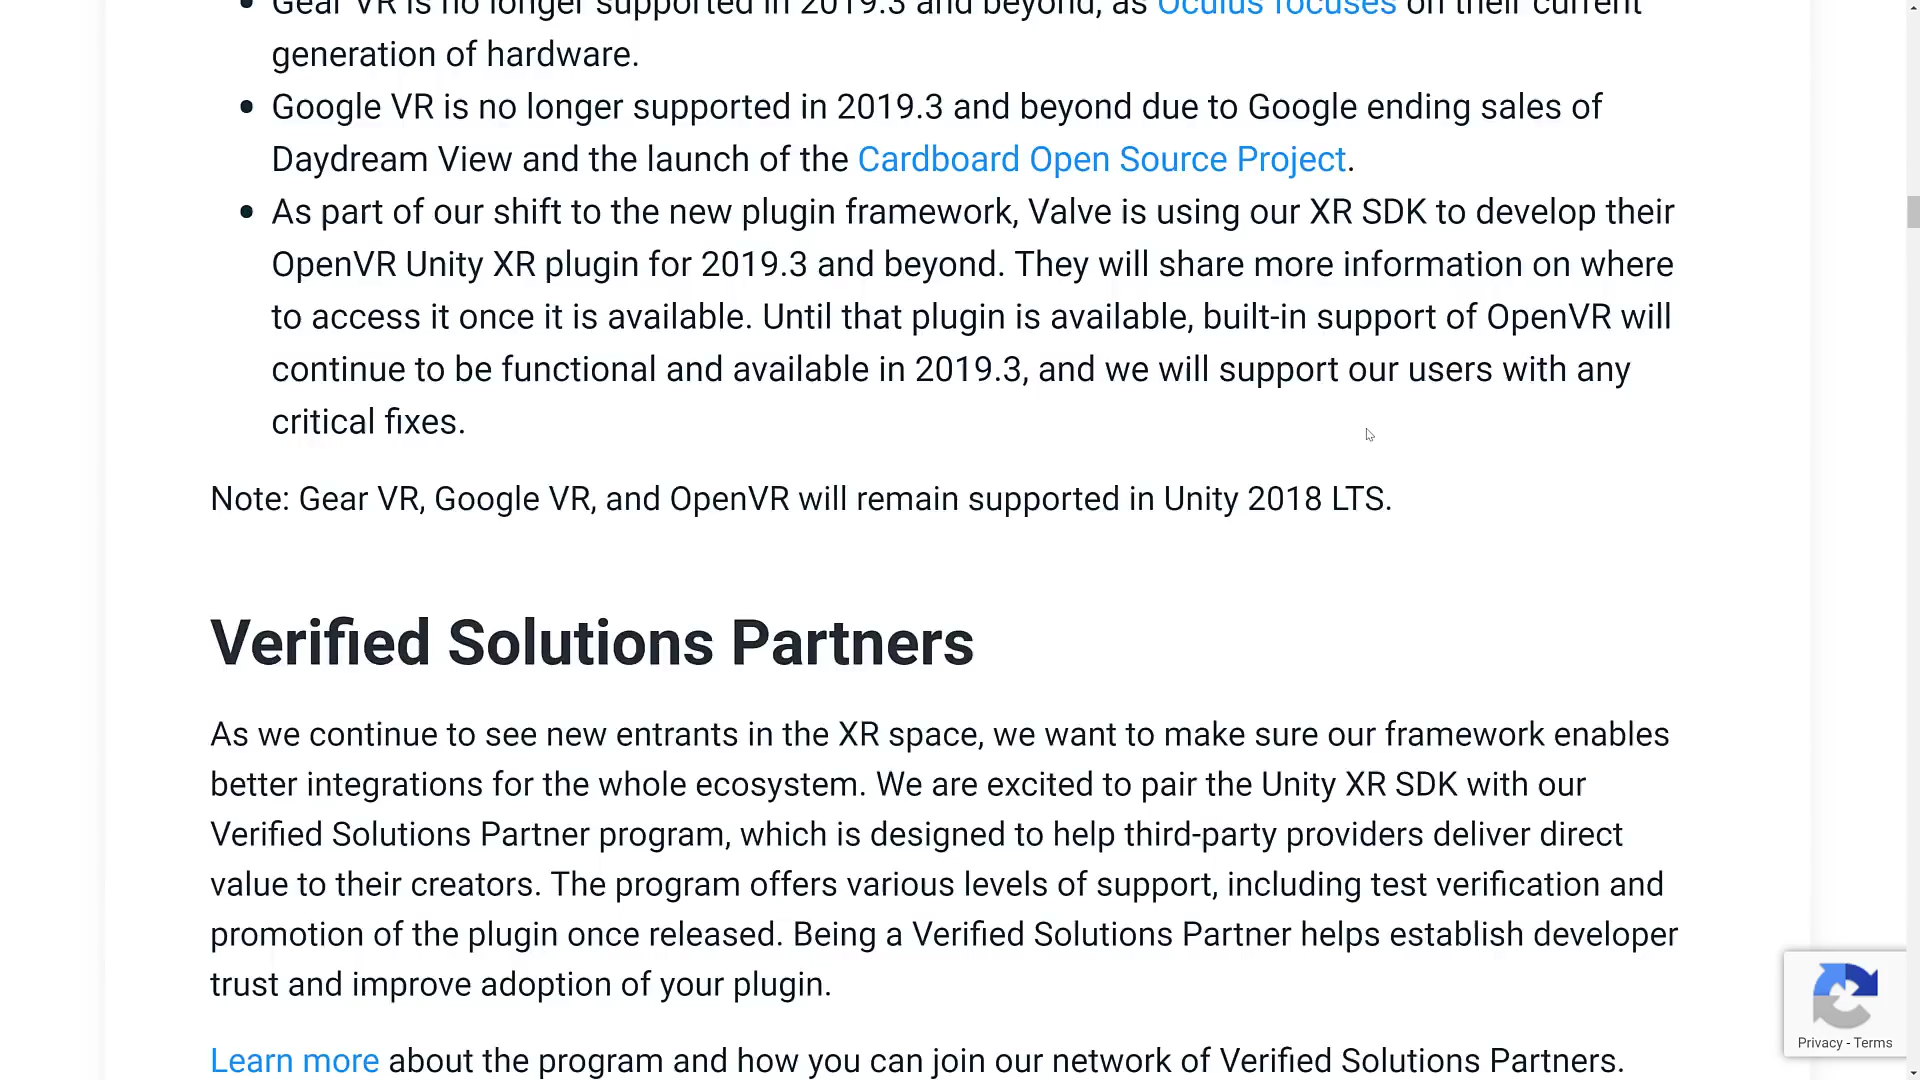 Gear VR is no longer supported in 2019.3 and beyond, as Oculus focuses on their current
generation of hardware.
Google VR is no longer supported in 2019.3 and beyond due to Google ending sales of
Daydream View and the launch of the Cardboard Open Source Project.
As part of our shift to the new plugin framework, Valve is using our XR SDK to develop their
OpenVR Unity XR plugin for 2019.3 and beyond. They will share more information on where
to access it once it is available. Until that plugin is available, built-in support of OpenVR will
continue to be functional and available in 2019.3, and we will support our users with any
critical fixes.
Note: Gear VR, Google VR, and OpenVR will remain supported in Unity 2018 LTS.
Verified Solutions Partners
As we continue to see new entrants in the XR space, we want to make sure our framework enables
better integrations for the whole ecosystem. We are excited to pair the Unity XR SDK with our
Verified Solutions Partner program, which is designed to help third-party providers deliver direct
value to their creators. The program offers various levels of support, including test verification and
promotion of the plugin once released. Being a Verified Solutions Partner helps establish developer
trust and improve adoption of your plugin.
Learn more about the program and how you can join our network of Verified Solutions Partners.
Privacy - Terms